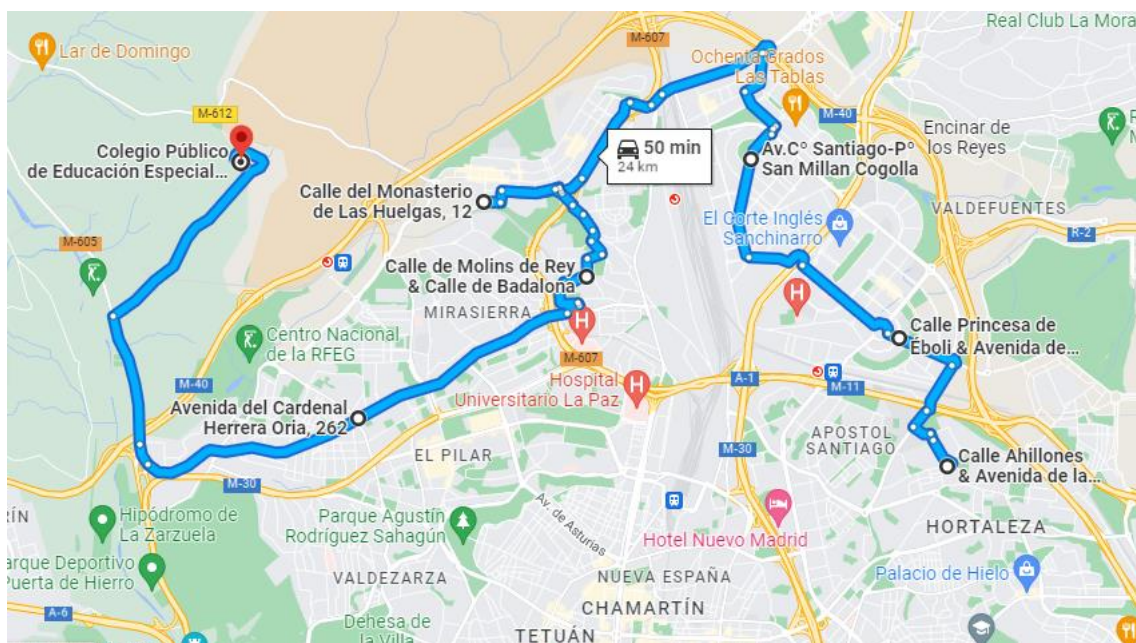 Real Club La Mora
Lar de Domingo
M-607
Ochenta Grados
Las Tablas
M-612
M-40
Encinar de
los Reyes
Colegio Público
de Educación Especial...
50 min
24 km
Av.Cº Santiago-Pº
San Millan Cogolla
Calle del Monasterio
de Las Huelgas, 12
El Corte Inglés
Sanchinarro
VALDEFUENTES
R-2
M-605
Calle de Molins de Rey
& Calle de Badalona
MIRASIERRA
H
H
Centro Nacional
de la RFEG
Calle Princesa de
Éboli & Avenida de...
M-607
M-40
A-1
M-11
Hospital
Universitario La Paz
H
Avenida del Cardenal
Herrera Oria, 262
APOSTOL
SANTIAGO
EL PILAR
Calle Ahillones
& Avenida de la...
M-30
M-30
Av. de Asturias
Hipódromo de
La Zarzuela
Parque Agustín
Rodríguez Sahagún
Hotel Nuevo Madrid
HORTALEZA
arque Deportivo
Puerta de Hierro
VALDEZARZA
NUEVA ESPAÑA
Palacio de Hielo
A-6
Dehesa de
la Villa
CHAMARTÍN
TETUÁN